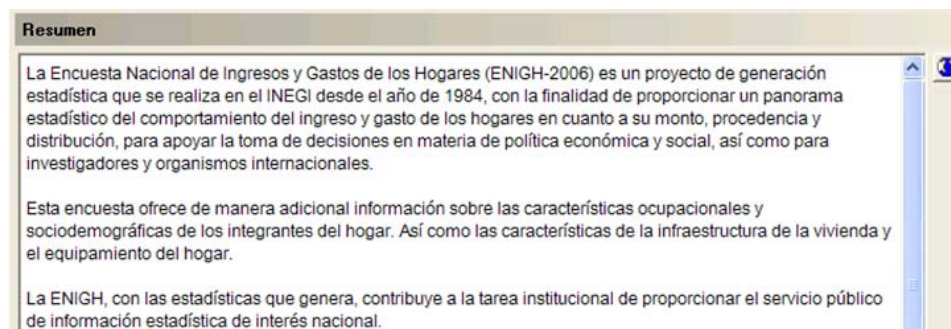 Resumen
La Encuesta Nacional de Ingresos y Gastos de los Hogares (ENIGH-2006) es un proyecto de generación
estadística que se realiza en el INEGI desde el año de 1984, con la finalidad de proporcionar un panorama
estadístico del comportamiento del ingreso y gasto de los hogares en cuanto a su monto, procedencia y
distribución, para apoyar la toma de decisiones en materia de política económica y social, así como para
investigadores y organismos internacionales.
Esta encuesta ofrece de manera adicional información sobre las características ocupacionales y
sociodemográficas de los integrantes del hogar. Así como las características de la infraestructura de la vivienda y
el equipamiento del hogar.
La ENIGH, con las estadísticas que genera, contribuye a la tarea institucional de proporcionar el servicio público
de información estadística de interés nacional.